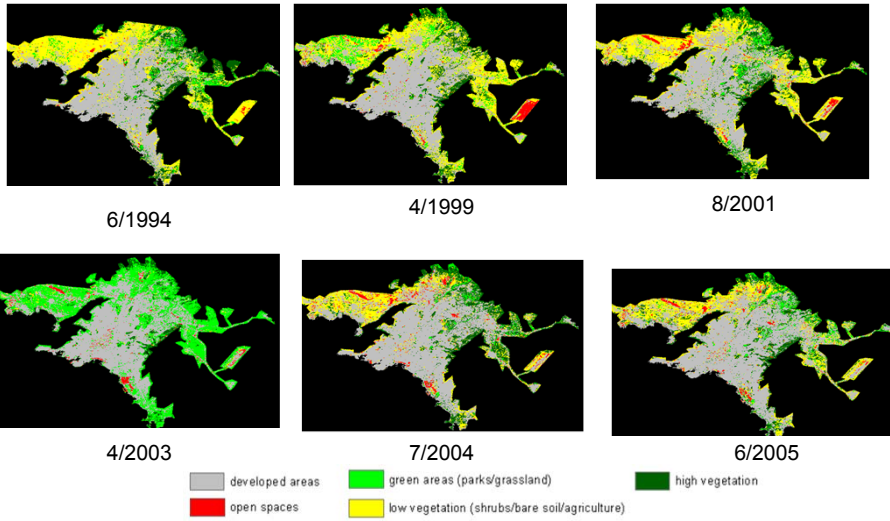 6/1994
4/1999
8/2001
4/2003
7/2004
6/2005
developed areas
green areas (parks/grassland)
high vegetation
open spaces
low vegetation (shrubs/bare soil/agriculture)